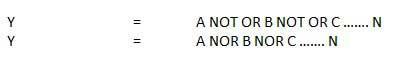 Y = A NOT OR B NOT OR C ....... N
Y = A NOR B NOR C ....... N